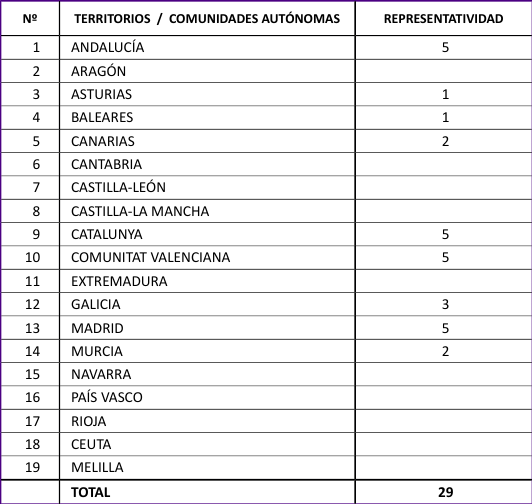 Nº TERRITORIOS / COMUNIDADES AUTÓNOMAS REPRESENTATIVIDAD
1 ANDALUCÍA 5
2 ARAGÓN
3 ASTURIAS 1
4 BALEARES 1
5 CANARIAS 2
6 CANTABRIA
7 CASTILLA-LEÓN
8 CASTILLA-LA MANCHA
9 CATALUNYA 5
10 COMUNITAT VALENCIANA 5
11 EXTREMADURA
12 GALICIA 3
13 MADRID 5
14 MURCIA 2
15 NAVARRA
16 PAÍS VASCO
17 RIOJA
18 CEUTA
19 MELILLA
TOTAL 29